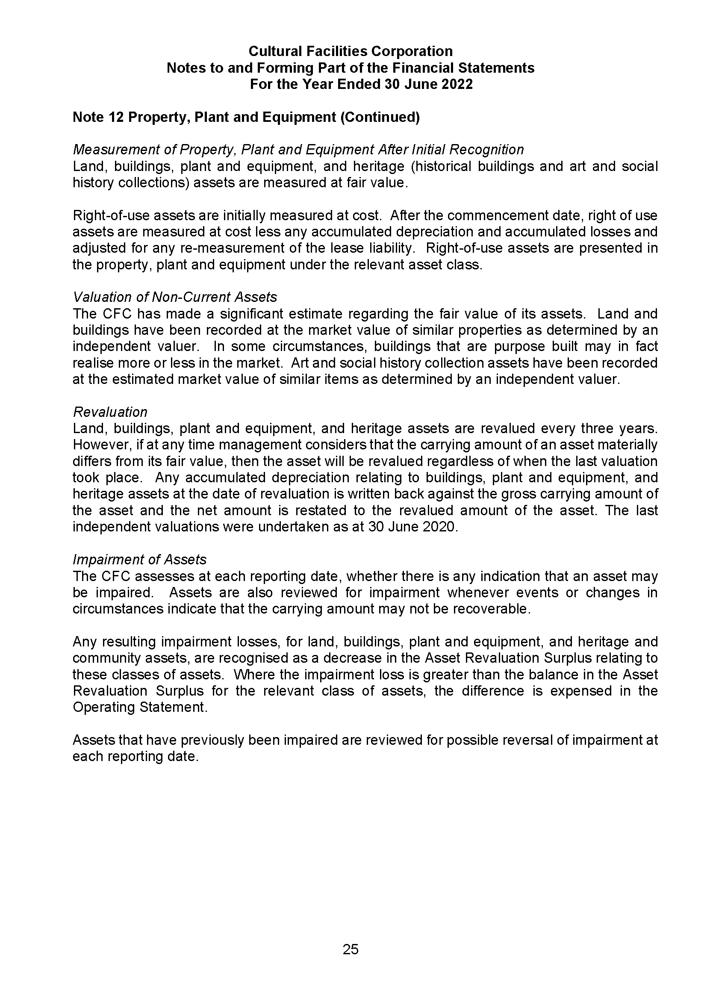 Cultural Facilities Corporation
Notes to and Forming Part of the Financial Statements
For the Year Ended 30 June 2022
Note 12 Property, Plant and Equipment (Continued)
Measurement of Property, Plant and Equipment After Initial Recognition
Land, buildings, plant and equipment, and heritage (historical buildings and art and social
history collections) assets are measured at fair value.
Right-of-use assets are initially measured at cost.  After the commencement date, right of use
assets are measured at cost less any accumulated depreciation and accumulated losses and
adjusted for any re-measurement of the lease liability.  Right-of-use assets are presented in
the property, plant and equipment under the relevant asset class.
Valuation of Non-Current Assets
The CFC has made a significant estimate regarding the fair value of its assets.  Land and
buildings have been recorded at the market value of similar properties as determined by an
independent valuer.  In some circumstances, buildings that are purpose built may in fact
realise more or less in the market.  Art and social history collection assets have been recorded
at the estimated market value of similar items as determined by an independent valuer.
Revaluation
Land, buildings, plant and equipment, and heritage assets are revalued every three years.
However, if at any time management considers that the carrying amount of an asset materially
differs from its fair value, then the asset will be revalued regardless of when the last valuation
took place.  Any accumulated depreciation relating to buildings, plant and equipment, and
heritage assets at the date of revaluation is written back against the gross carrying amount of
the asset and the net amount is restated to the revalued amount of the asset. The last
independent valuations were undertaken as at 30 June 2020.
Impairment of Assets
The CFC assesses at each reporting date, whether there is any indication that an asset may
be impaired.  Assets are also reviewed for impairment whenever events or changes in
circumstances indicate that the carrying amount may not be recoverable.
Any resulting impairment losses, for land, buildings, plant and equipment, and heritage and
community assets, are recognised as a decrease in the Asset Revaluation Surplus relating to
these classes of assets.  Where the impairment loss is greater than the balance in the Asset
Revaluation Surplus for the relevant class of assets, the difference is expensed in the
Operating Statement.
Assets that have previously been impaired are reviewed for possible reversal of impairment at
each reporting date.
25